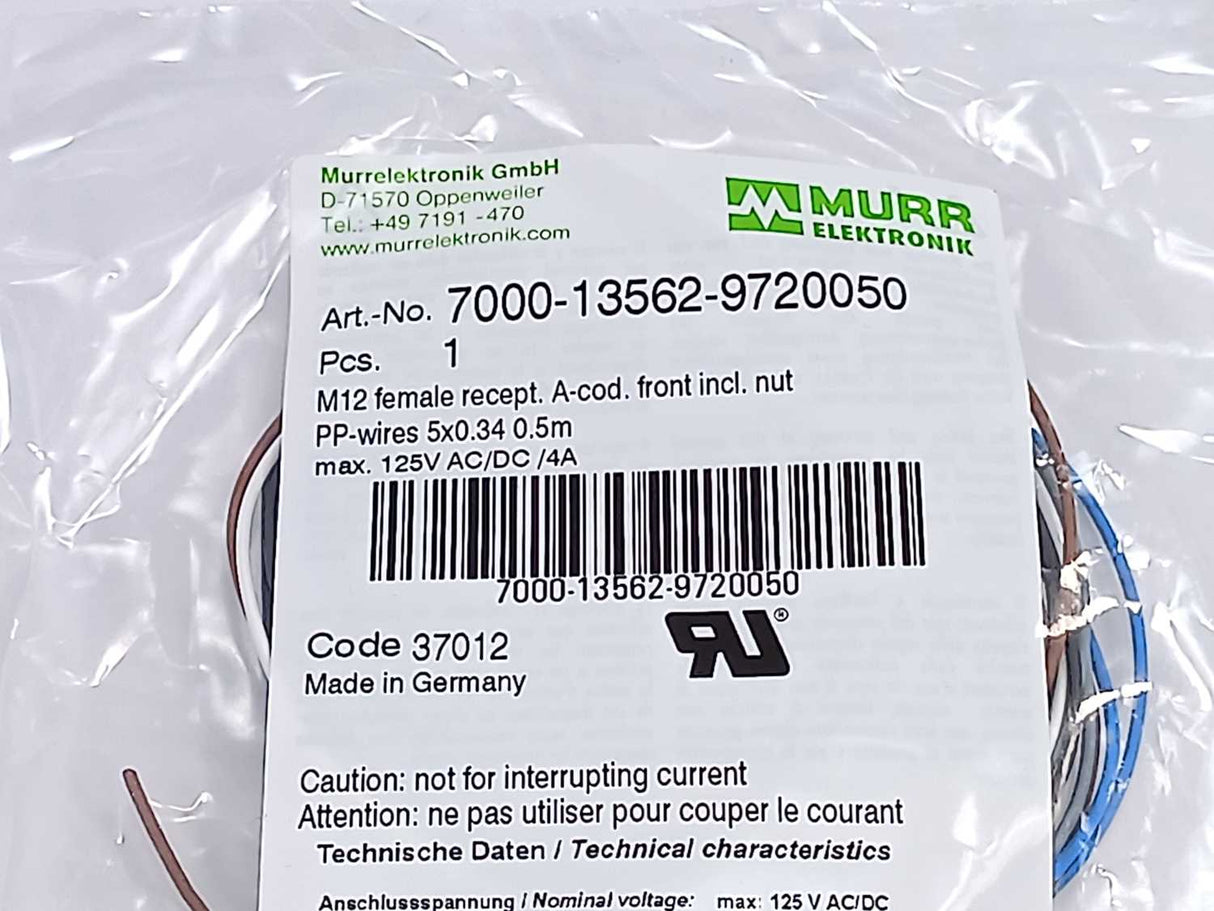 Murrelektronik GmbH
D-71570 Oppenweiler
Tel.: +49 7191 -470
www.murrelektronik.com
MURR
ELEKTRONIK
Art.-No. 7000-13562-9720050
Pcs. 1
M12 female recept. A-cod. front incl. nut
PP-wires 5x0.34 0.5m
max. 125V AC/DC /4A
7000-13562-9720050
Code 37012
Made in Germany
RU®
Caution: not for interrupting current
Attention: ne pas utiliser pour couper le courant
Technische Daten / Technical characteristics
Anschlussspannung / Nominal voltage: max: 125 V AC/DC